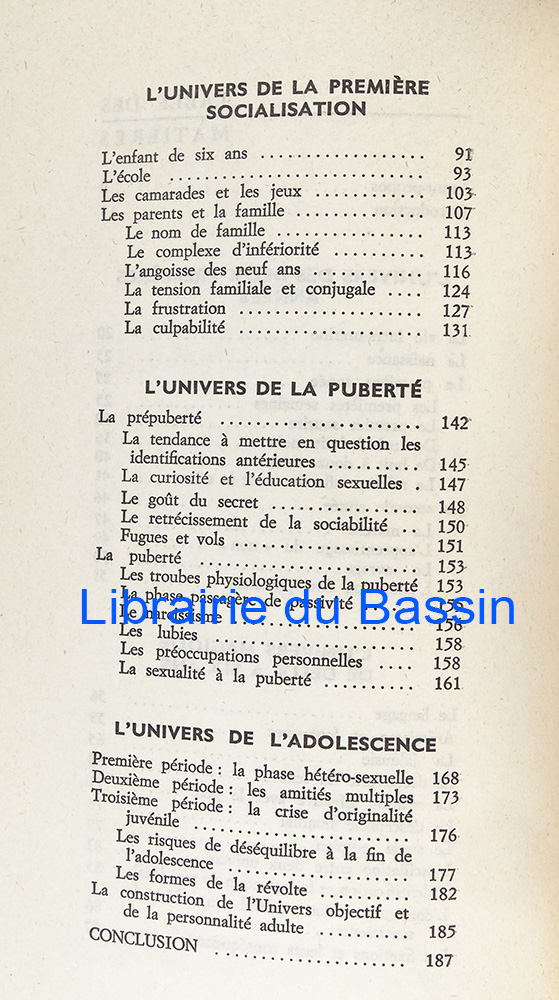 L'UNIVERS DE LA PREMIÈRE
SOCIALISATION
L'enfant de six ans .................. 91
L'école ........................... 93
Les camarades et les jeux ............. 103
Les parents et la famille .............. 107
Le nom de famille ................ 113
Le complexe d'infériorité .......... 113
L'angoisse des neuf ans ............ 116
La tension familiale et conjugale .... 124
La frustration .................... 127
La culpabilité .................... 131
L'UNIVERS DE LA PUBERTÉ
La prépuberté ...................... 142
La tendance à mettre en question les
identifications antérieures .......... 145
La curiosité et l'éducation sexuelles . 147
Le goût du secret ................. 148
Le retrécissement de la sociabilité .. 150
Fugues et vols .................... 151
La puberté ........................ 153
Les troubes physiologiques de la puberté 153
La phase passagère de passivité
Librairie du Bassin
Le narcissisme .................... 156
Les lubies ........................ 158
Les préoccupations personnelles .... 158
La sexualité à la puberté .......... 161
L'UNIVERS DE L'ADOLESCENCE
Première période : la phase hétéro-sexuelle 168
Deuxième période : les amitiés multiples 173
Troisième période : la crise d'originalité
juvénile ........................ 176
Les risques de déséquilibre à la fin de
l'adolescence .................... 177
Les formes de la révolte ............ 182
La construction de l'Univers objectif et
de la personnalité adulte .......... 185
CONCLUSION .................... 187